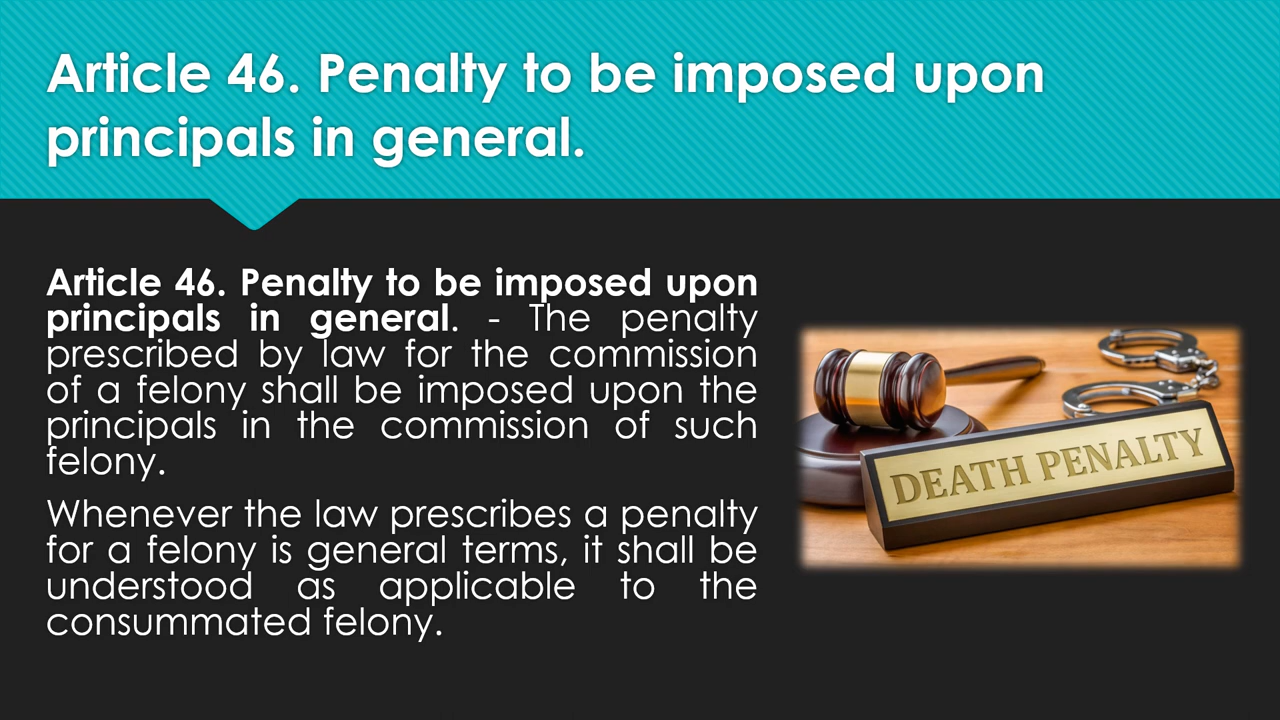 Article 46. Penalty to be imposed upon
principals in general.
Article 46. Penalty to be imposed upon
principals in general. - The penalty
prescribed by law for the commission
of a felony shall be imposed upon the
principals in the commission of such
felony.
Whenever the law prescribes a penalty
for a felony is general terms, it shall be
understood as applicable to the
consummated felony.
DEATH PENALTY